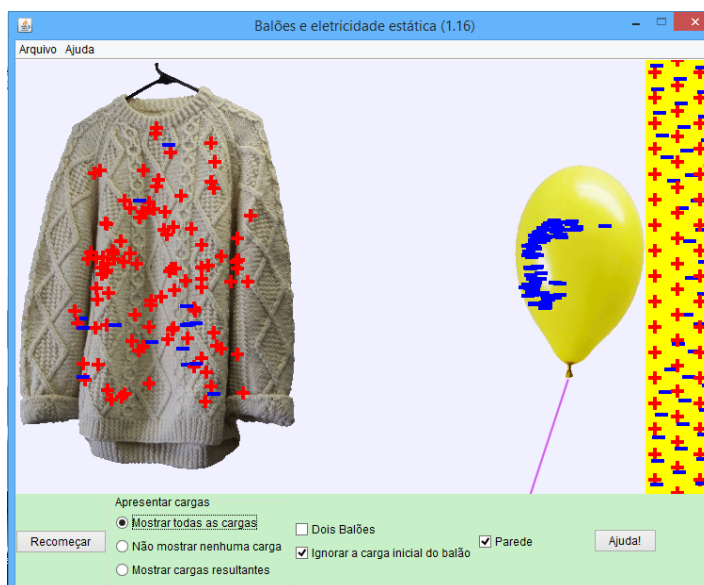 Balões e eletricidade estática (1.16)
Arquivo Ajuda
Apresentar cargas
Mostrar todas as cargas
Não mostrar nenhuma carga
Mostrar cargas resultantes
Recomeçar
Dois Balões
Ignorar a carga inicial do balão
Parede
Ajuda!